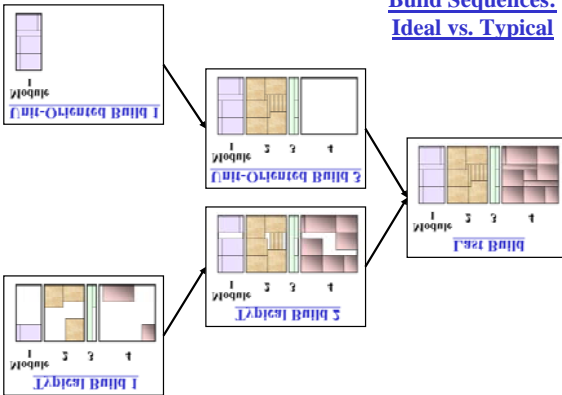 Build Sequences:
Ideal vs. Typical
1
Module
Unit-Oriented Build 1
1 2 3 4
Module
Unit-Oriented Build 3
1 2 3 4
Module
Last Build
1 2 3 4
Module
Typical Build 2
1 2 3 4
Module
Typical Build 1